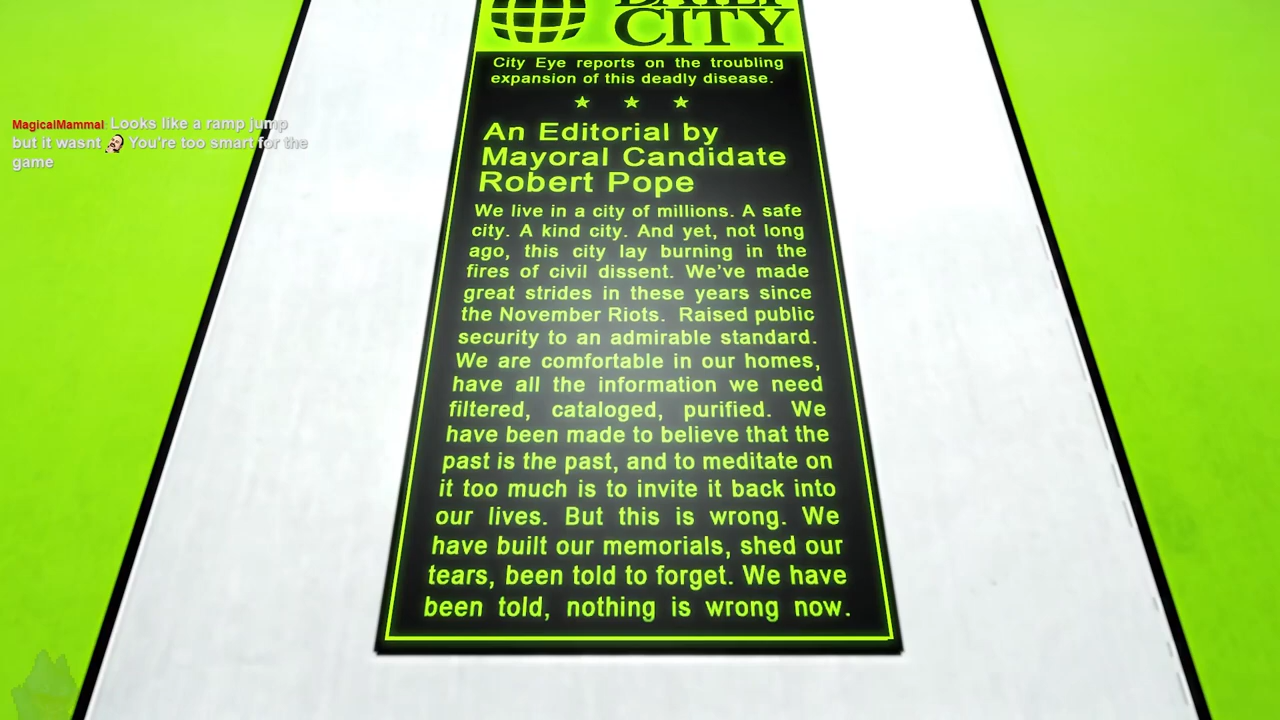 DAILY
CITY
City Eye reports on the troubling
expansion of this deadly disease.
An Editorial by
Mayoral Candidate
Robert Pope
We live in a city of millions. A safe
city. A kind city. And yet, not long
ago, this city lay burning in the
fires of civil dissent. We've made
great strides in these years since
the November Riots. Raised public
security to an admirable standard.
We are comfortable in our homes,
have all the information we need
filtered, cataloged, purified. We
have been made to believe that the
past is the past, and to meditate on
it too much is to invite it back into
our lives. But this is wrong. We
have built our memorials, shed our
tears, been told to forget. We have
been told, nothing is wrong now.
MagicalMammal: Looks like a ramp jump
but it wasnt You're too smart for the
game